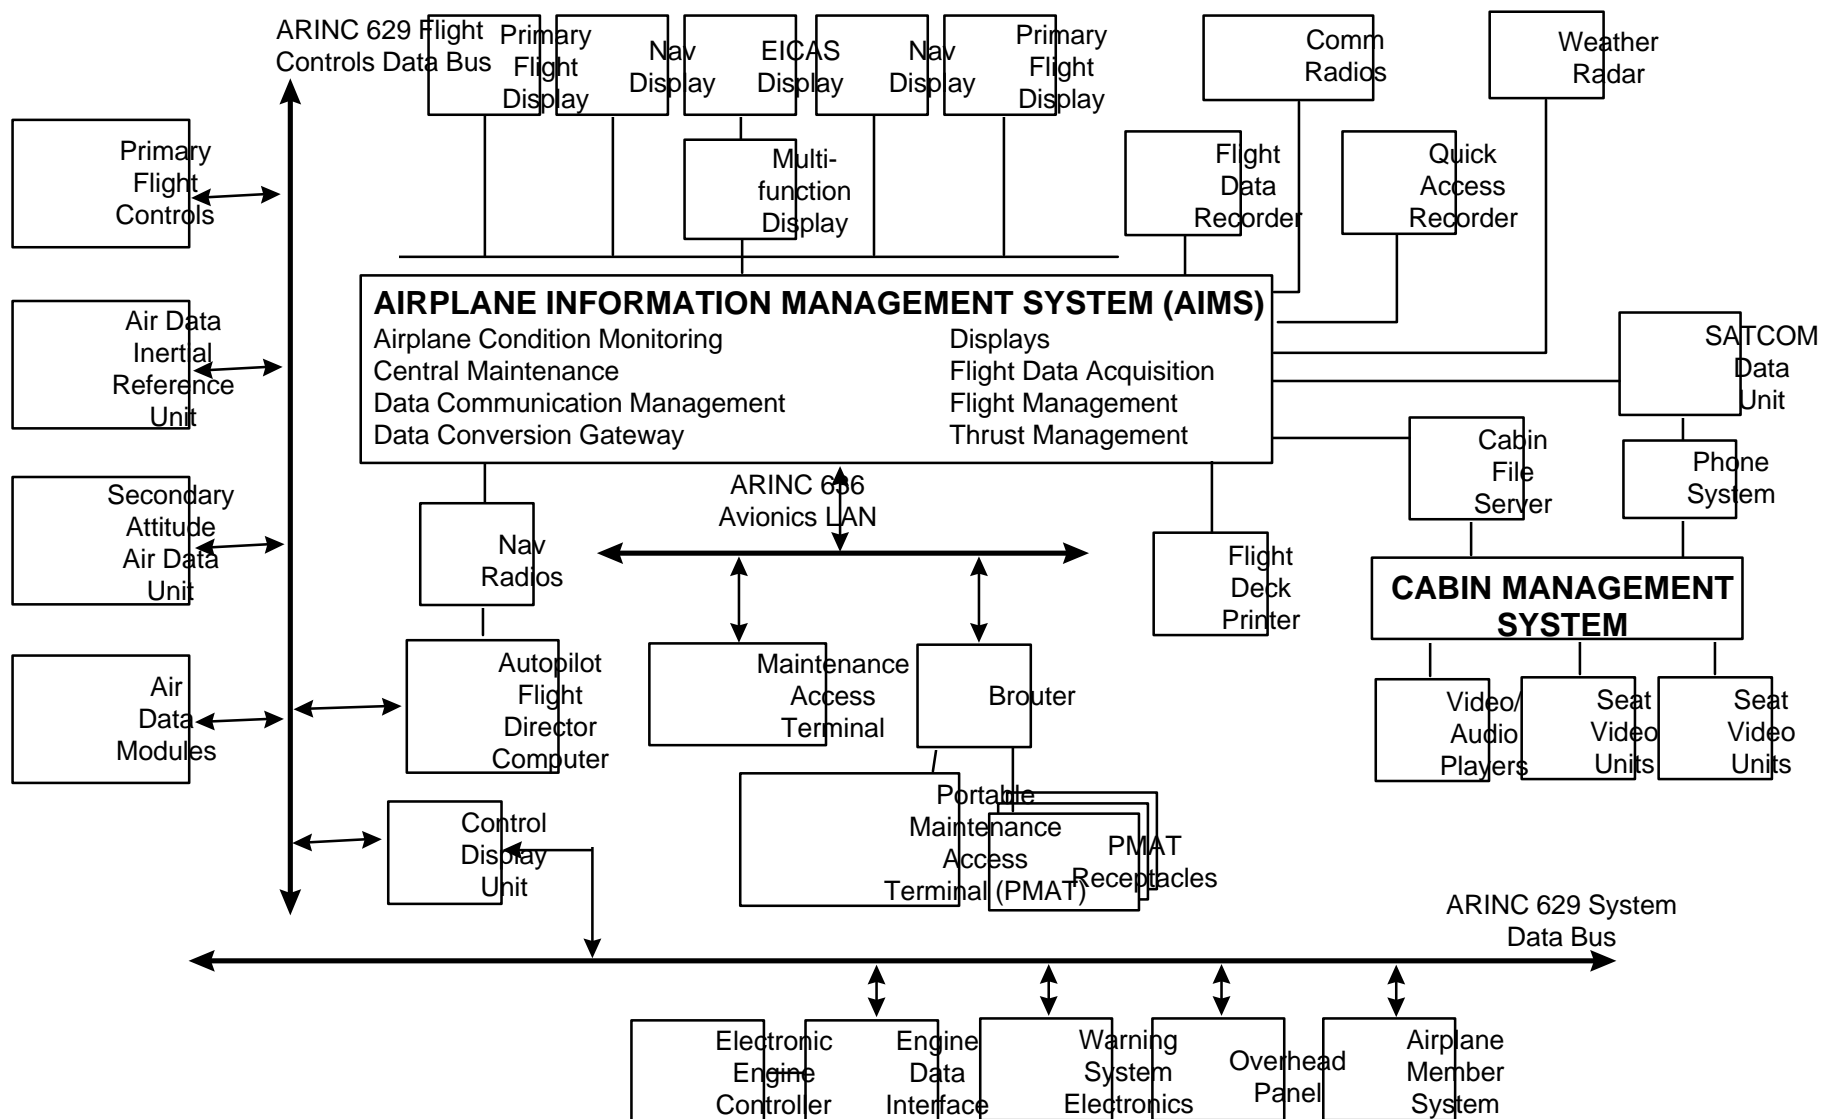 ARINC 629 Flight
Controls Data Bus
Primary
Flight
Display
Nav
Display
EICAS
Display
Nav
Display
Primary
Flight
Display
Comm
Radios
Weather
Radar
Primary
Flight
Controls
Multi-
function
Display
Flight
Data
Recorder
Quick
Access
Recorder
AIRPLANE INFORMATION MANAGEMENT SYSTEM (AIMS)
Airplane Condition Monitoring
Central Maintenance
Data Communication Management
Data Conversion Gateway
Displays
Flight Data Acquisition
Flight Management
Thrust Management
Air Data
Inertial
Reference
Unit
SATCOM
Data
Unit
Cabin
File
Server
Phone
System
Secondary
Attitude
Air Data
Unit
ARINC 636
Avionics LAN
Nav
Radios
Flight
Deck
Printer
CABIN MANAGEMENT
SYSTEM
Air
Data
Modules
Autopilot
Flight
Director
Computer
Maintenance
Access
Terminal
Brouter
Video/
Audio
Players
Seat
Video
Units
Seat
Video
Units
Control
Display
Unit
Portable
Maintenance
Access
Terminal (PMAT)
PMAT
Receptacles
ARINC 629 System
Data Bus
Electronic
Engine
Controller
Engine
Data
Interface
Warning
System
Electronics
Overhead
Panel
Airplane
Member
System